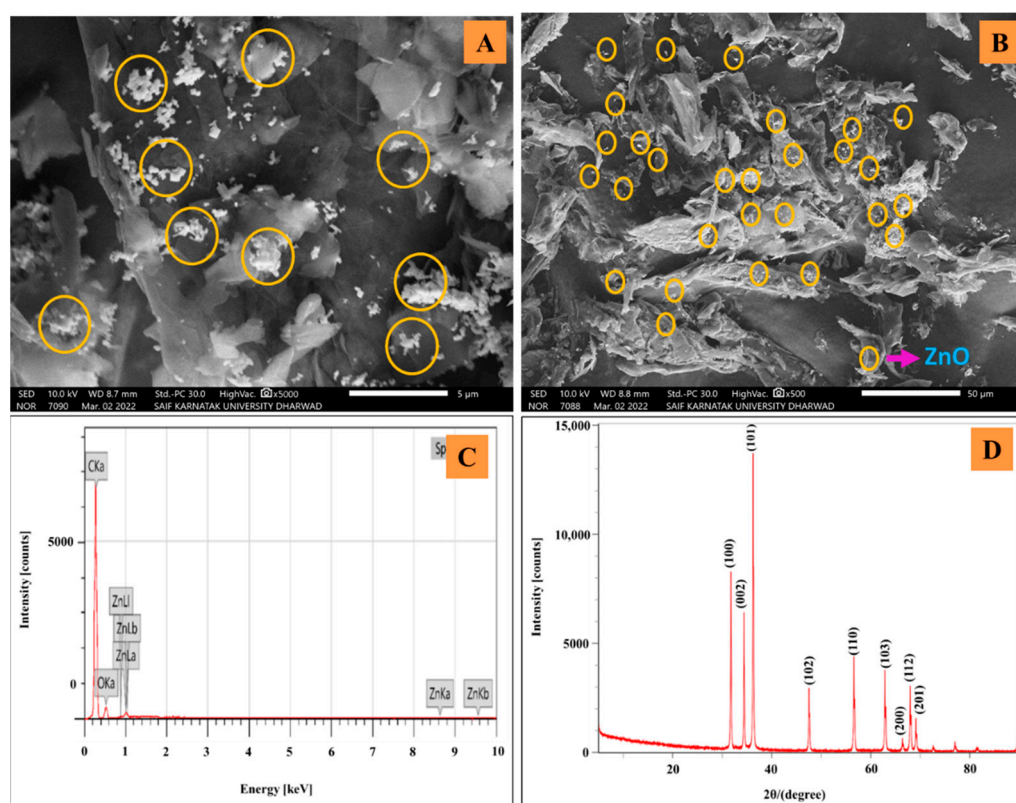 A
SED 10.0 kV WD 8.7 mm Std.-PC 30.0 HighVac. x5000 5 µm
NOR 7090 Mar. 02 2022 SAIF KARNATAK UNIVERSITY DHARWAD
B
ZnO
SED 10.0 kV WD 8.8 mm Std.-PC 30.0 HighVac. x500 50 µm
NOR 7088 Mar. 02 2022 SAIF KARNATAK UNIVERSITY DHARWAD
C
Sp
CKa
5000
ZnLl
ZnLb
ZnLa
0
OKa
ZnKa ZnKb
0 1 2 3 4 5 6 7 8 9 10
Intensity [counts]
Energy [keV]
D
15,000
(101)
10,000
(100)
(002)
5000
(102)
(110)
(103)
(200)
(112)
(201)
0
20 40 60 80
Intensity [counts]
2θ/(degree)